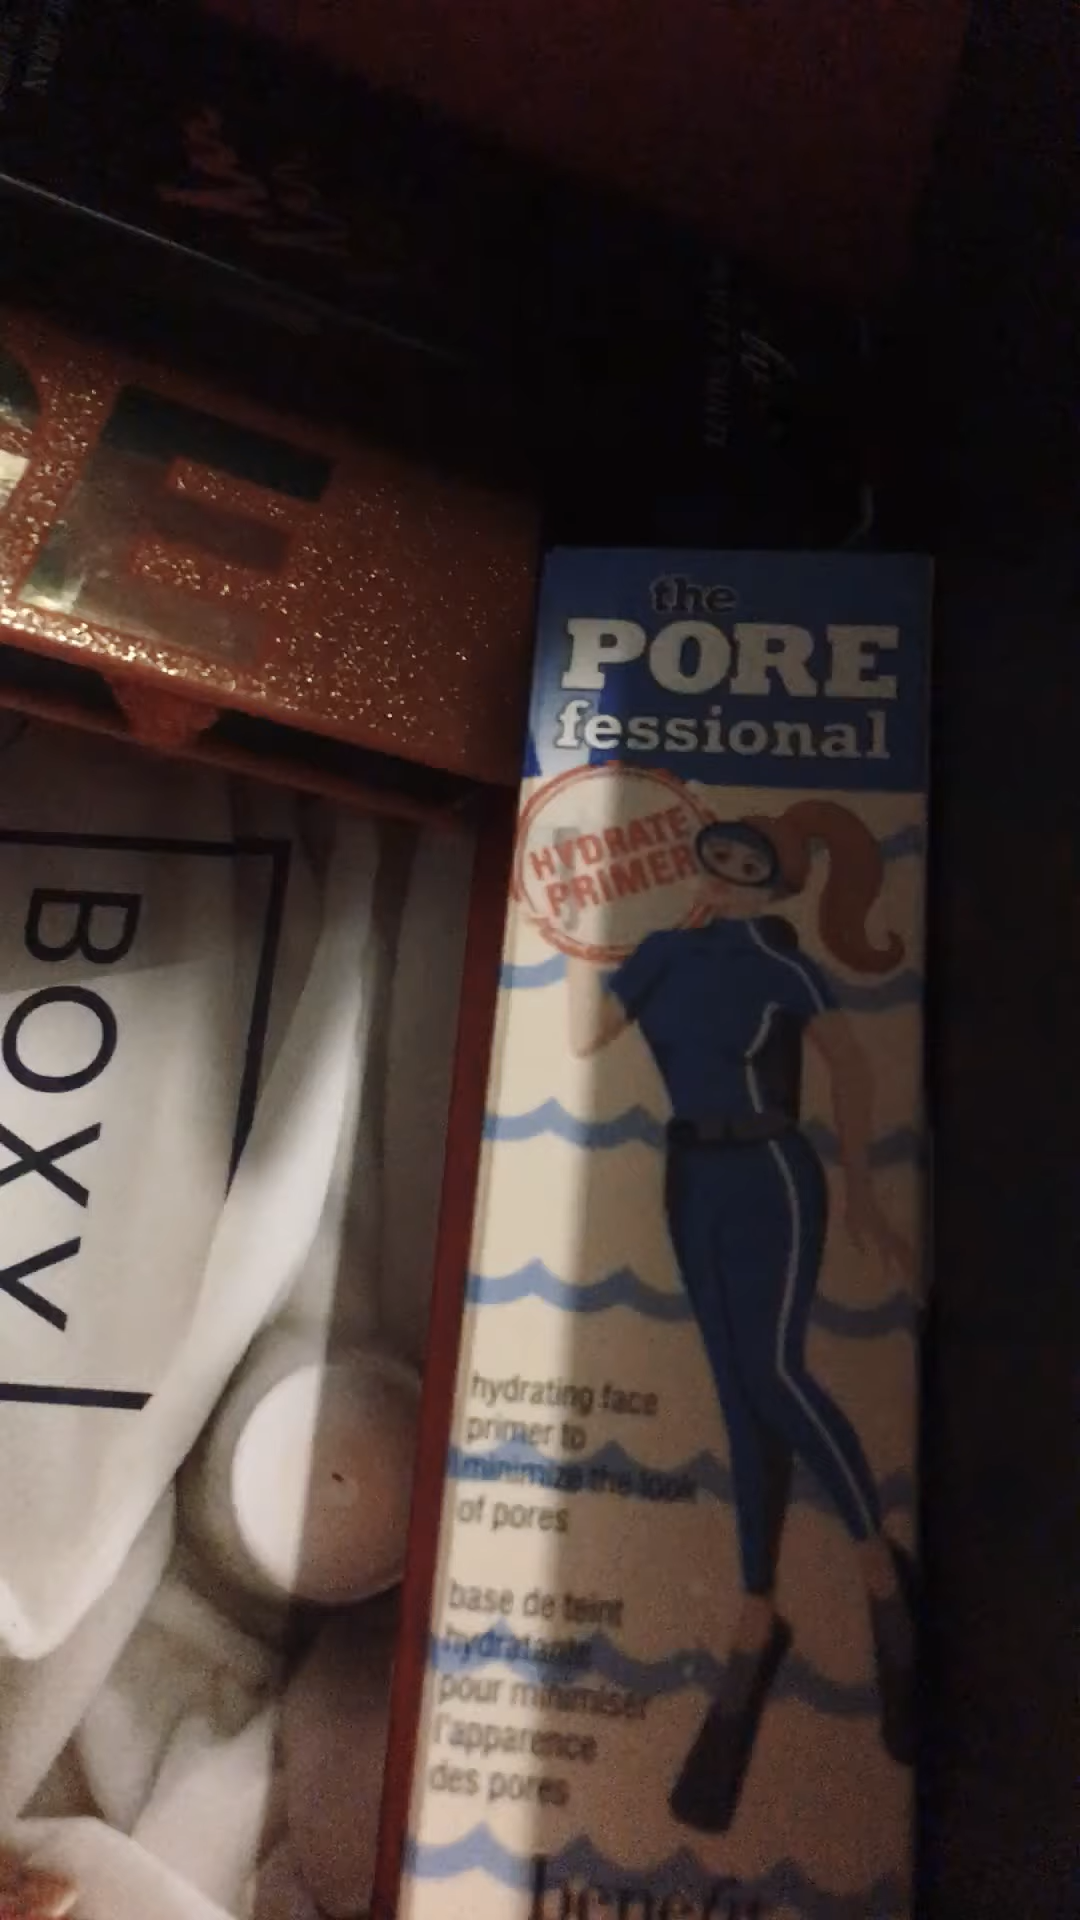 the
PORE
fessional
HYDRATE
PRIMER
hydrating face
primer to
minimize the look
of pores
base de teint
hydratante
pour minimiser
l'apparence
des pores
benefit
BOXY
E